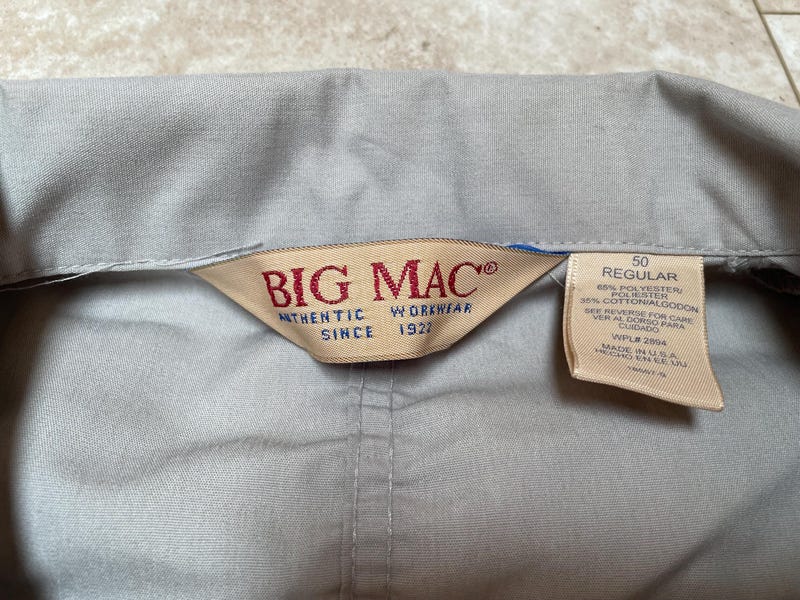 BIG MAC®
AUTHENTIC WORKWEAR
SINCE 1922
50
REGULAR
65% POLYESTER/
POLIESTER
35% COTTON/ALGODON
SEE REVERSE FOR CARE
VER AL DORSO PARA
CUIDADO
WPL# 2894
MADE IN U.S.A.
HECHO EN EE.UU.